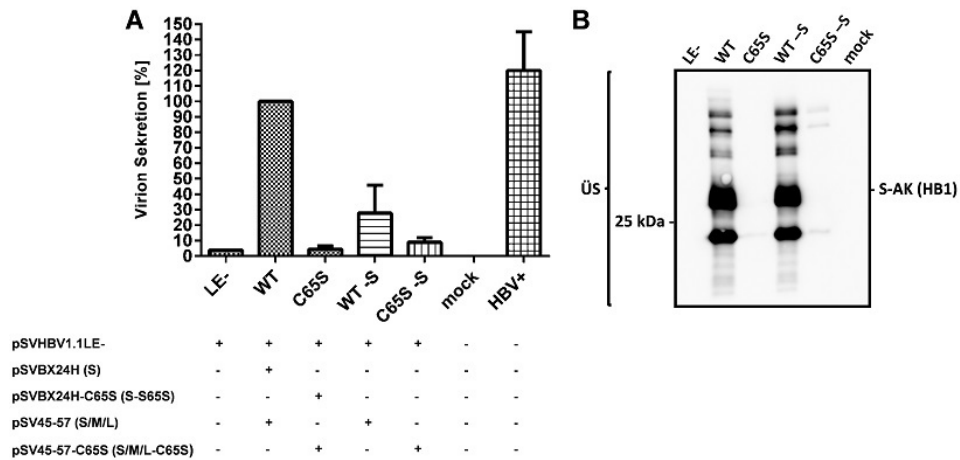 A
Virion Sekretion [%]
150
140
130
120
110
100
90
80
70
60
50
40
30
20
10
0
LE- WT C65S WT -S C65S -S mock HBV+
pSVHBV1.1LE- + + + + + - -
pSVBX24H (S) - + - - - - -
pSVBX24H-C65S (S-S65S) - - + - - - -
pSV45-57 (S/M/L) - + - + - - -
pSV45-57-C65S (S/M/L-C65S) - - + - + - -
B
LE- WT C65S WT –S C65S –S mock
ÜS
25 kDa
S-AK (HB1)